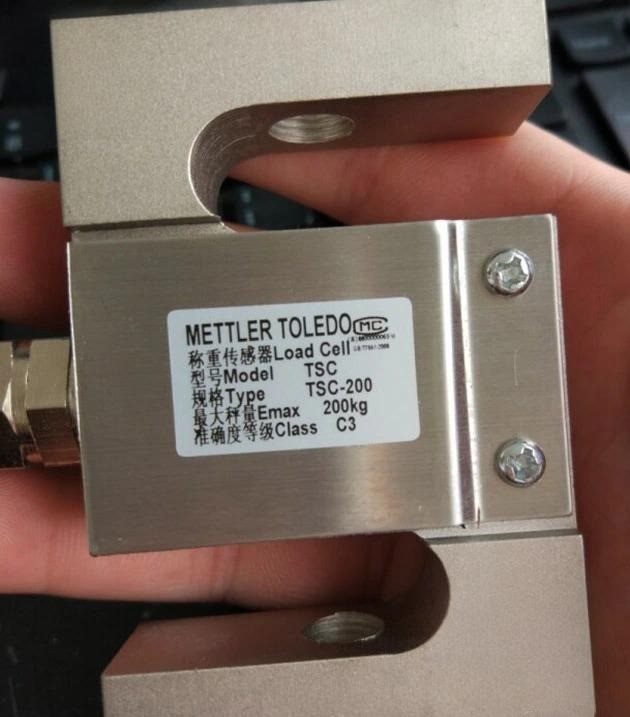 METTLER TOLEDO MC
称重传感器Load Cell
型号Model TSC
规格Type TSC-200
最大秤量Emax 200kg
准确度等级Class C3